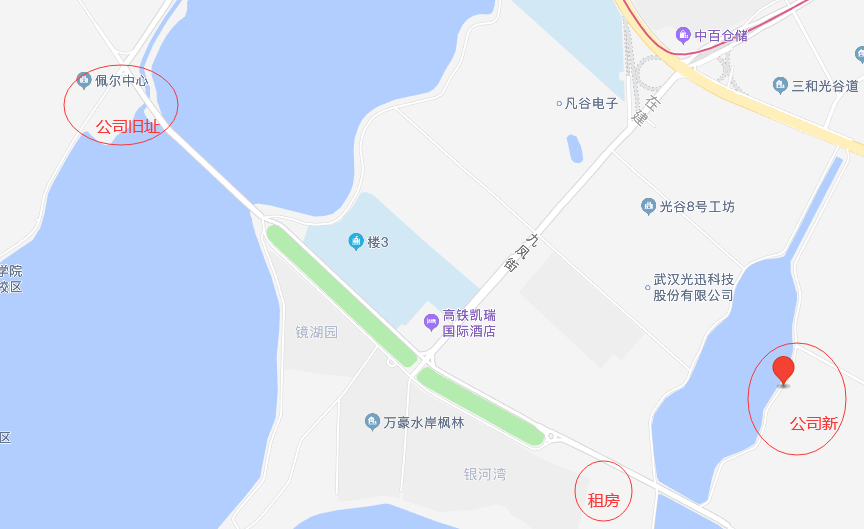 中百仓储
佩尔中心
三和光谷道
公司旧址
凡谷电子
在建
光谷8号工坊
楼3
九凤街
学院
校区
武汉光迅科技
股份有限公司
高铁凯瑞
国际酒店
镜湖园
万豪水岸枫林
公司新
区
银河湾
租房